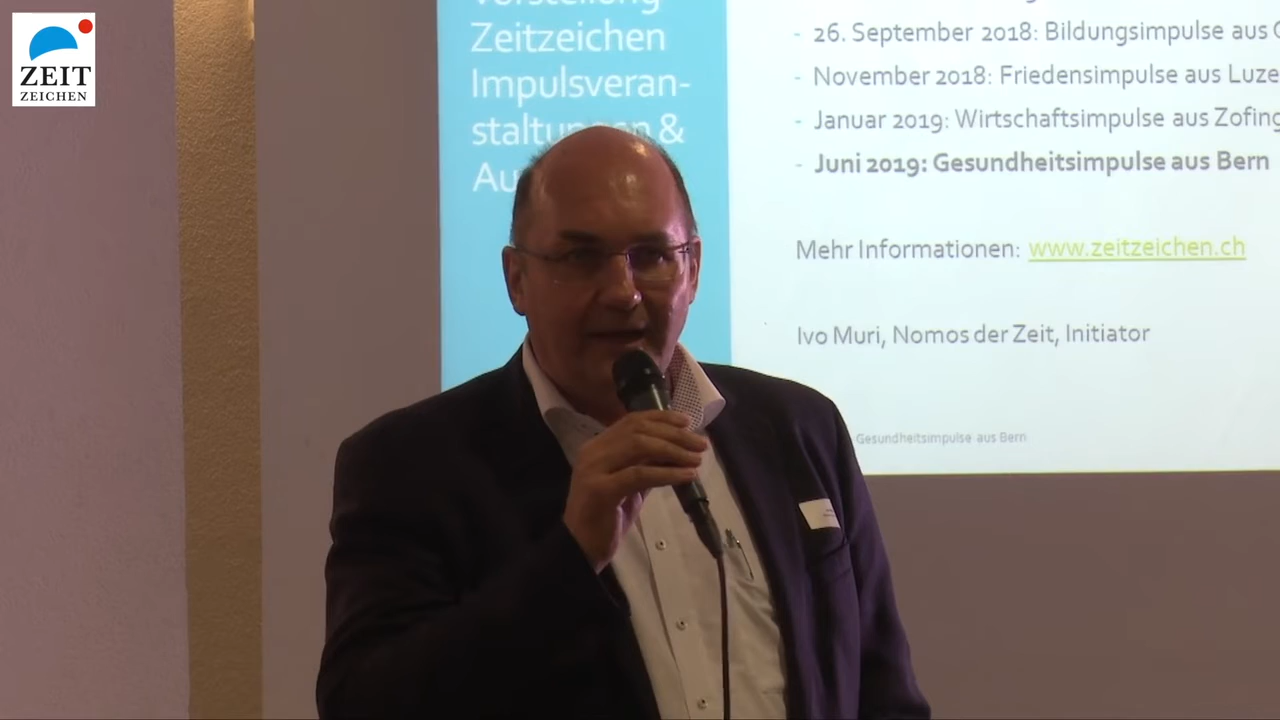 ZEIT
ZEICHEN
Zeitzeichen
Impulsveran-
& 
- 26. September 2018: Bildungsimpulse aus
- November 2018: Friedensimpulse aus
- Januar 2019: Wirtschaftsimpulse aus
- Juni 2019: Gesundheitsimpulse aus Bern
Mehr Informationen: www.zeitzeichen.ch
Ivo Muri, Nomos der Zeit, Initiator
Gesundheitsimpulse aus Bern